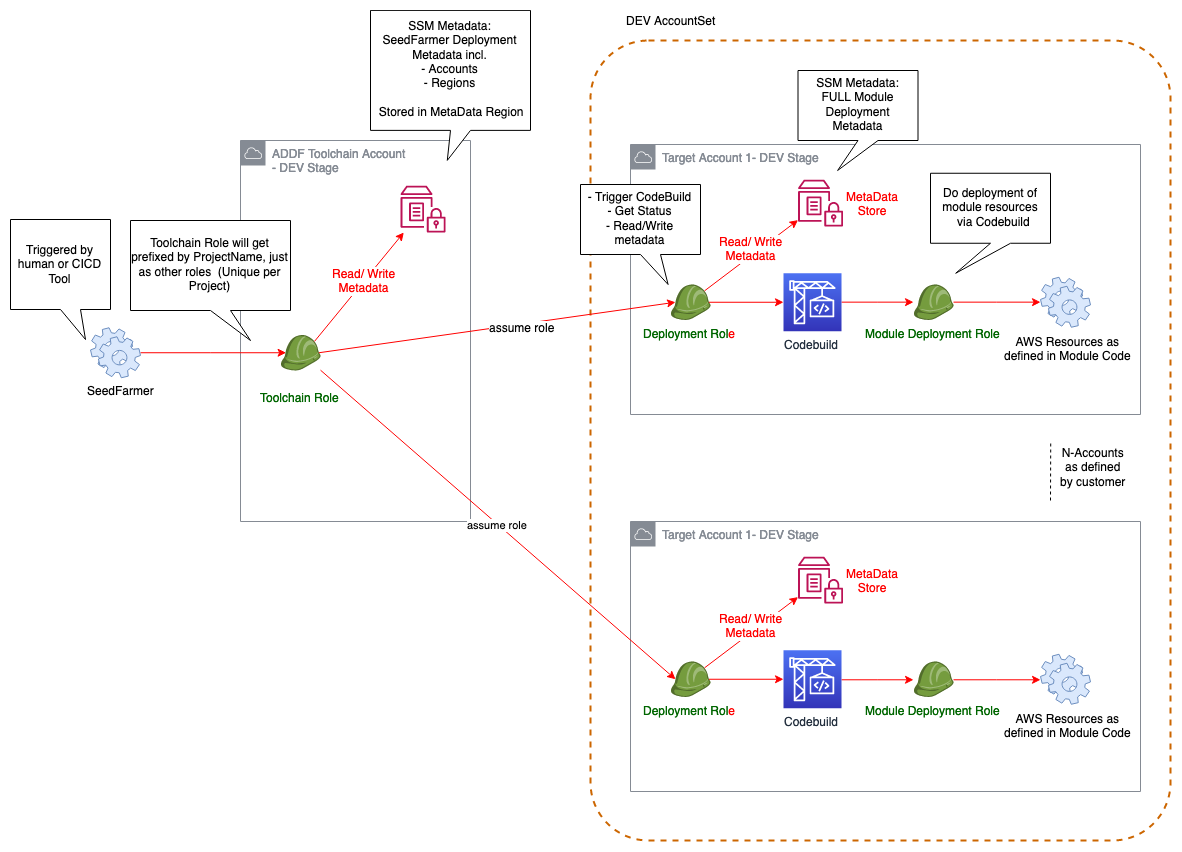 DEV AccountSet
SSM Metadata:
SeedFarmer Deployment
Metadata incl.
- Accounts
- Regions
Stored in MetaData Region
SSM Metadata:
FULL Module
Deployment
Metadata
ADDF Toolchain Account
- DEV Stage
Target Account 1- DEV Stage
- Trigger CodeBuild
- Get Status
- Read/Write
metadata
MetaData
Store
Do deployment of
module resources
via Codebuild
Triggered by
human or CICD
Tool
Toolchain Role will get
prefixed by ProjectName, just
as other roles  (Unique per
Project)
Read/ Write
Metadata
Read/ Write
Metadata
assume role
Deployment Role
Codebuild
Module Deployment Role
AWS Resources as
defined in Module Code
SeedFarmer
Toolchain Role
N-Accounts
as defined
by customer
assume role
Target Account 1- DEV Stage
MetaData
Store
Read/ Write
Metadata
Deployment Role
Codebuild
Module Deployment Role
AWS Resources as
defined in Module Code